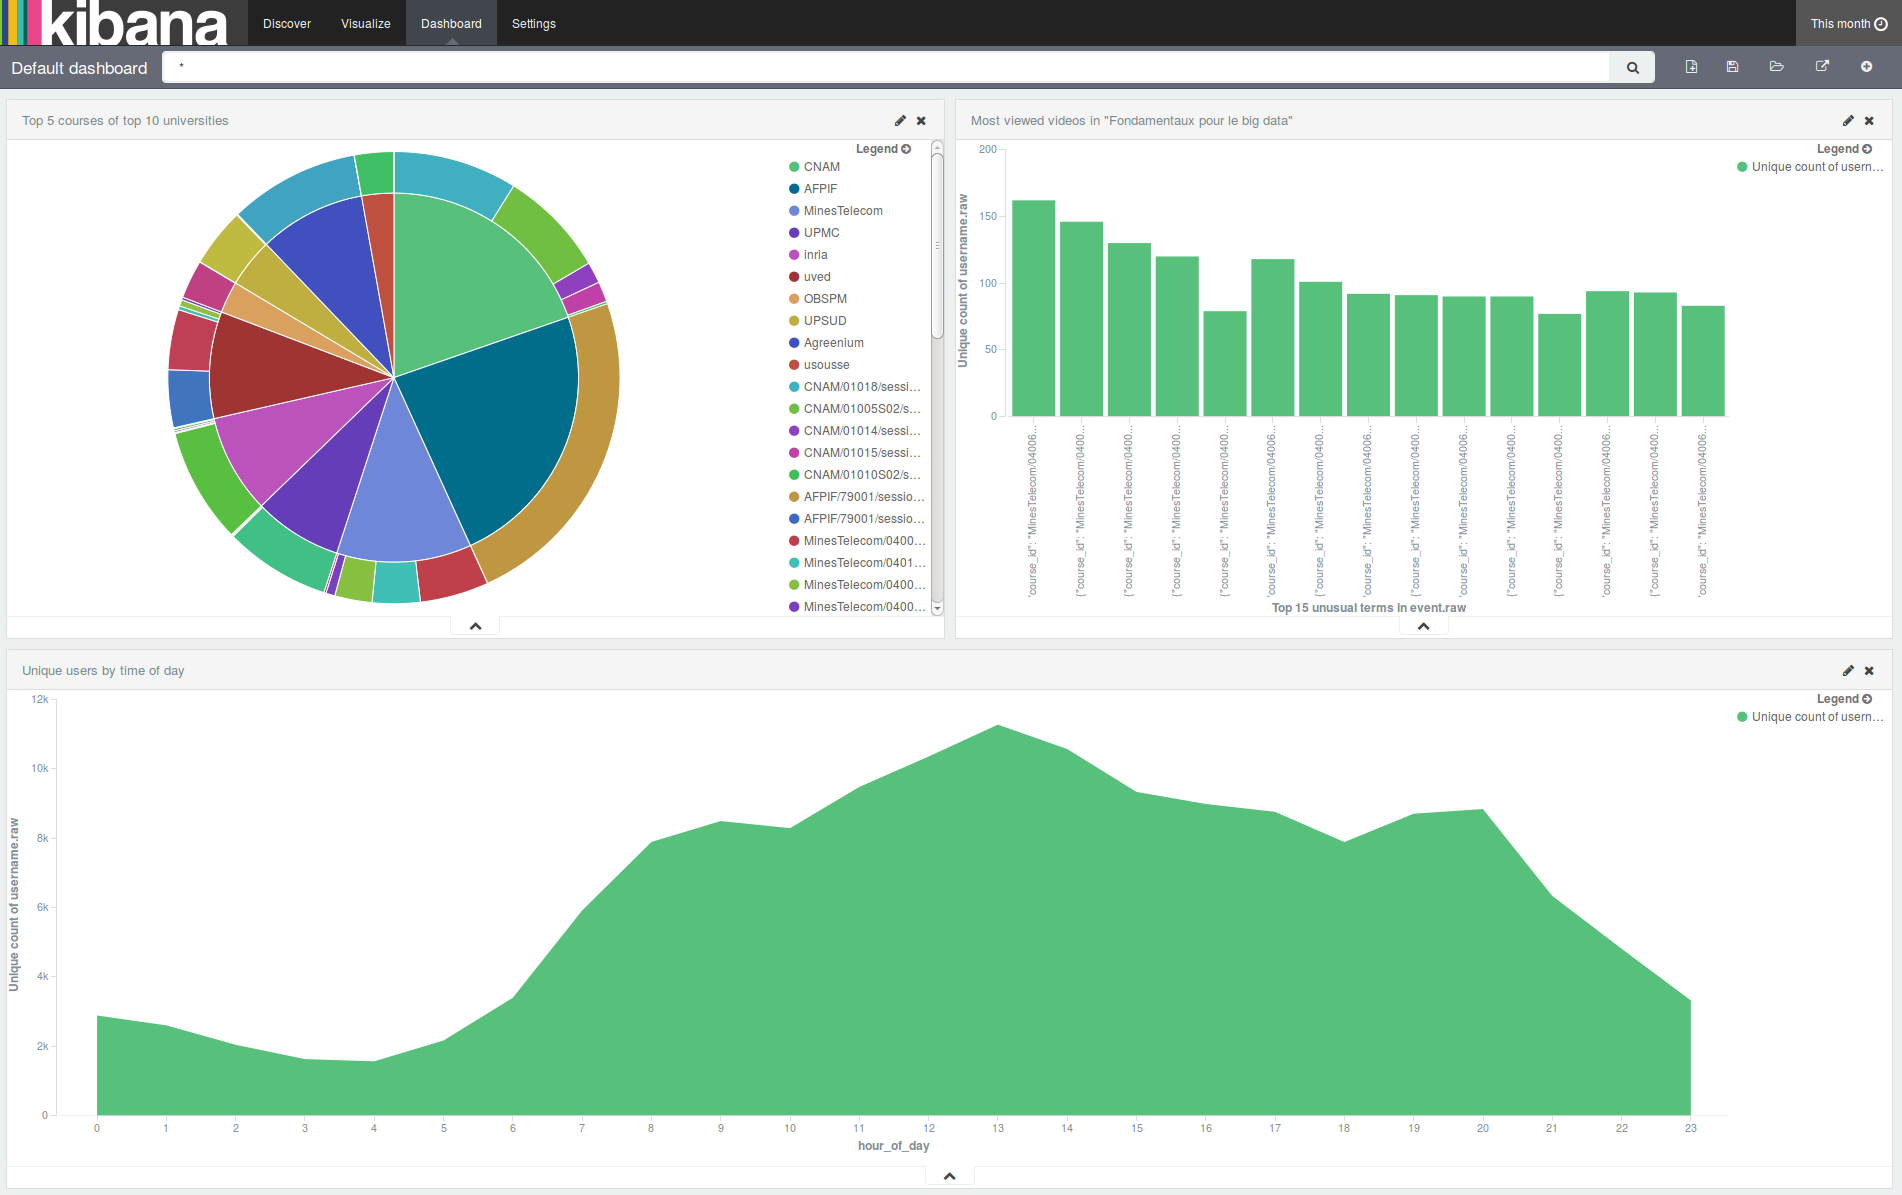 kibana
Discover
Visualize
Dashboard
Settings
This month
Default dashboard
*
Top 5 courses of top 10 universities
Legend
CNAM
AFPIF
MinesTelecom
UPMC
inria
uved
OBSPM
UPSUD
Agreenium
usousse
CNAM/01018/sessi...
CNAM/01005S02/s...
CNAM/01014/sessi...
CNAM/01015/sessi...
CNAM/01010S02/s...
AFPIF/79001/sessio...
AFPIF/79001/sessio...
MinesTelecom/0400...
MinesTelecom/0401...
MinesTelecom/0400...
MinesTelecom/0400...
Most viewed videos in "Fondamentaux pour le big data"
Legend
Unique count of usern...
Unique count of username.raw
200
150
100
50
0
'course_id": "MinesTelecom/04006...
{"course_id": "MinesTelecom/0400...
{"course_id": "MinesTelecom/0400...
{"course_id": "MinesTelecom/0400...
{"course_id": "MinesTelecom/0400...
'course_id": "MinesTelecom/04006...
{"course_id": "MinesTelecom/0400...
'course_id": "MinesTelecom/04006...
{"course_id": "MinesTelecom/0400...
'course_id": "MinesTelecom/04006...
{"course_id": "MinesTelecom/0400...
{"course_id": "MinesTelecom/0400...
'course_id": "MinesTelecom/04006...
{"course_id": "MinesTelecom/0400...
'course_id": "MinesTelecom/04006...
Top 15 unusual terms in event.raw
Unique users by time of day
Legend
Unique count of usern...
Unique count of username.raw
12k
10k
8k
6k
4k
2k
0
0 1 2 3 4 5 6 7 8 9 10 11 12 13 14 15 16 17 18 19 20 21 22 23
hour_of_day